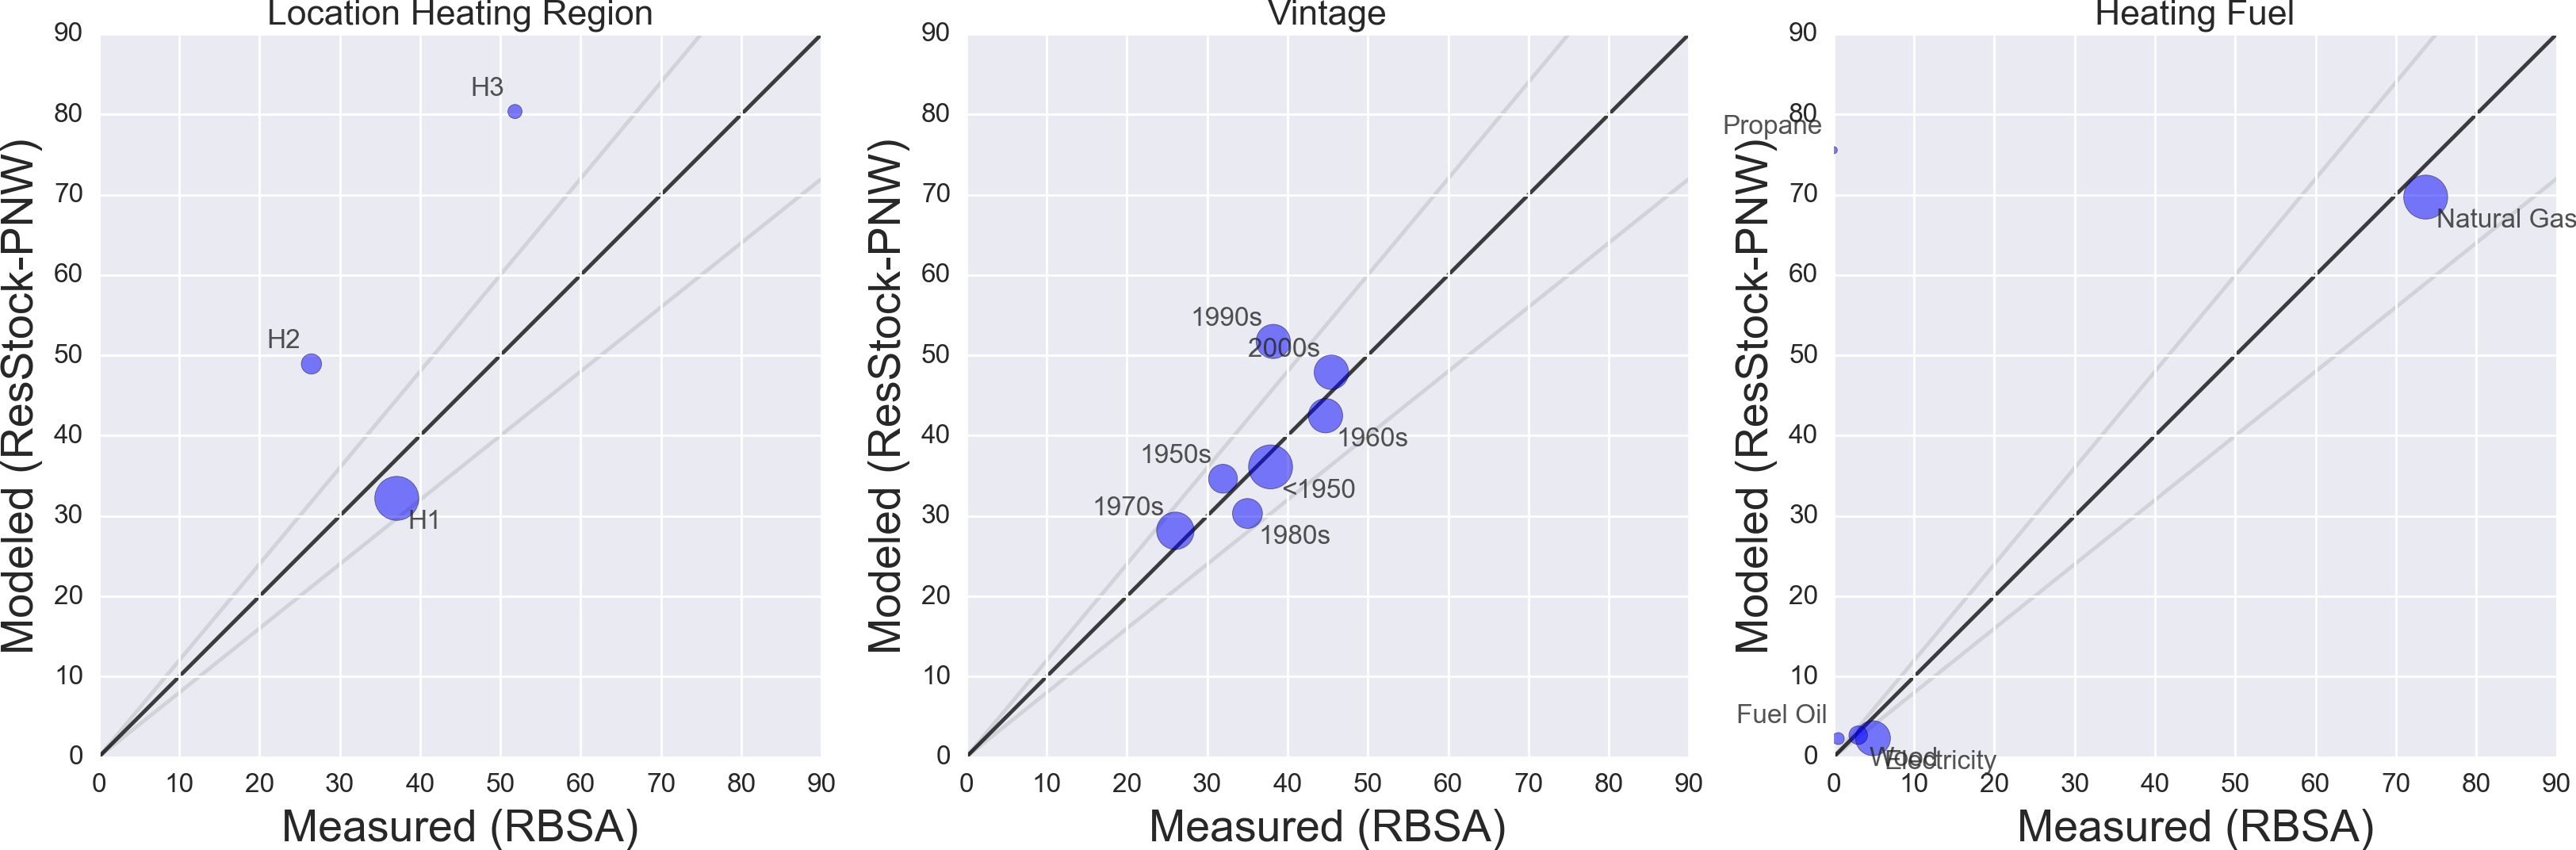 Location Heating Region
90
80
70
60
50
40
30
20
10
0
H3
H2
H1
0 10 20 30 40 50 60 70 80 90
Modeled (ResStock-PNW)
Measured (RBSA)
Vintage
90
80
70
60
50
40
30
20
10
0
1990s
2000s
1960s
1950s
<1950
1970s
1980s
0 10 20 30 40 50 60 70 80 90
Modeled (ResStock-PNW)
Measured (RBSA)
Heating Fuel
90
80
70
60
50
40
30
20
10
0
Propane
Natural Gas
Fuel Oil
Wood
Electricity
0 10 20 30 40 50 60 70 80 90
Modeled (ResStock-PNW)
Measured (RBSA)